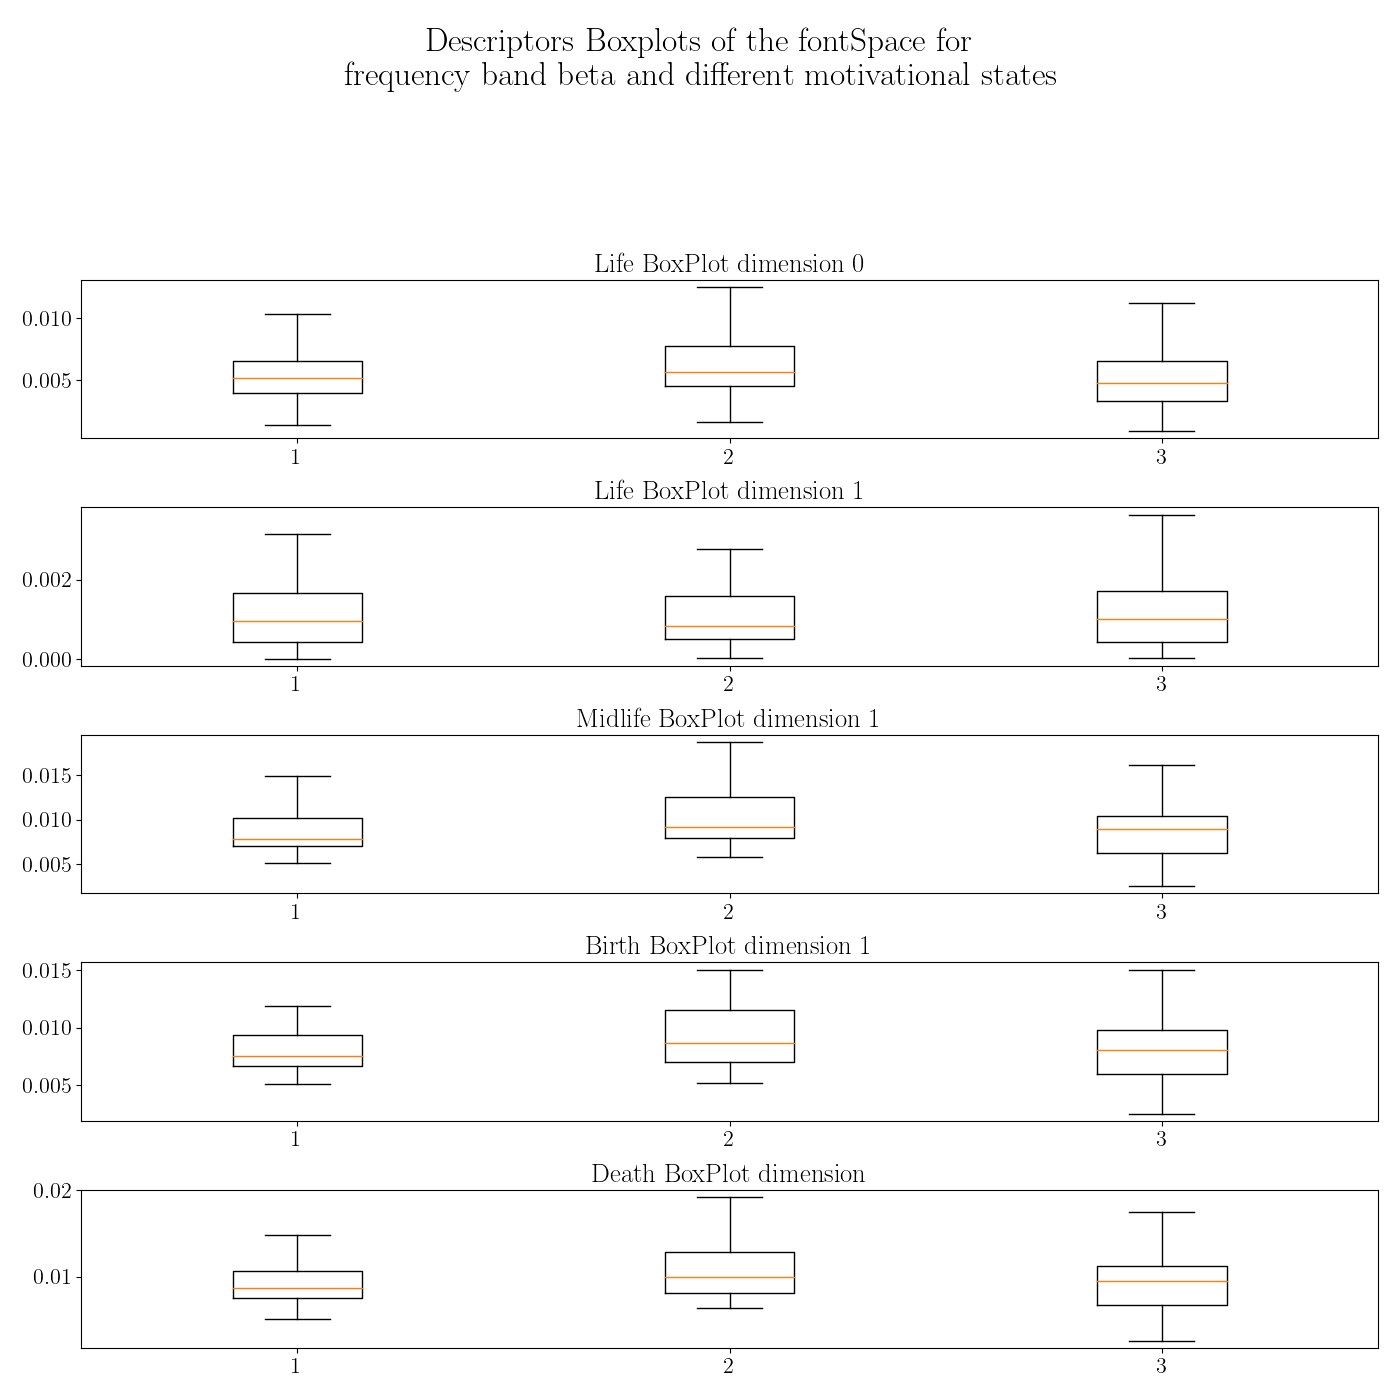 Descriptors Boxplots of the fontSpace for
frequency band beta and different motivational states
Life BoxPlot dimension 0
0.010
0.005
1 2 3
Life BoxPlot dimension 1
0.002
0.000
1 2 3
Midlife BoxPlot dimension 1
0.015
0.010
0.005
1 2 3
Birth BoxPlot dimension 1
0.015
0.010
0.005
1 2 3
Death BoxPlot dimension
0.02
0.01
1 2 3